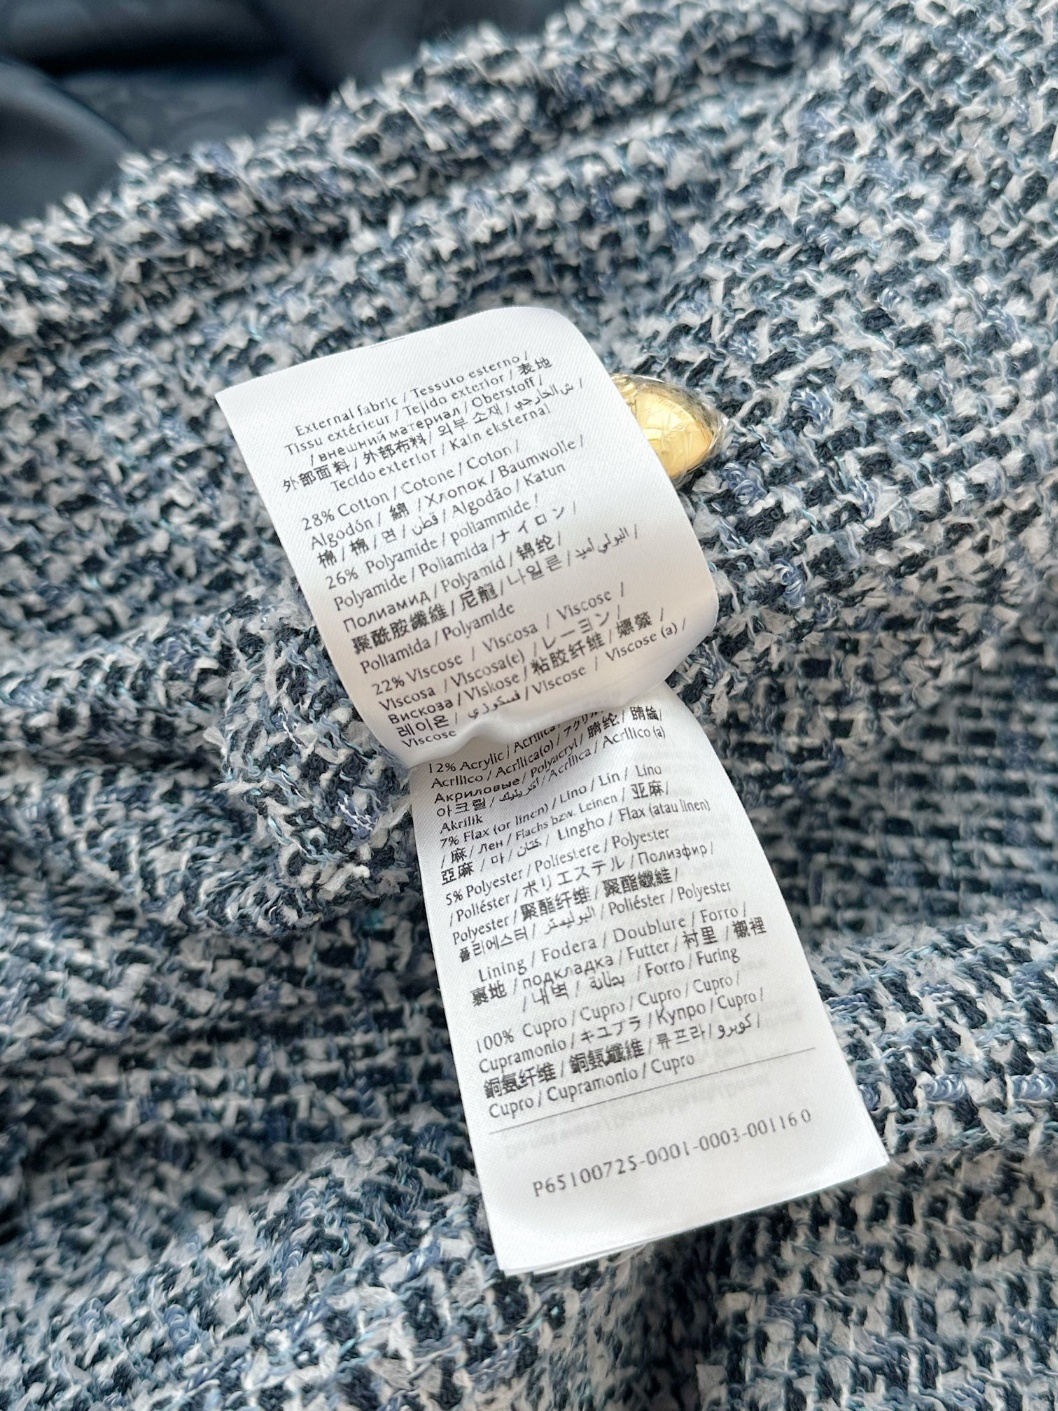 External fabric / Tessuto esterno /
Tissu extérieur / Tejido exterior / 表地
/ внешний материал / Oberstoff /
外部面料 / 外部布料 / 외부 소재 / ش الخارجي /
Tecido exterior / Kain eksternal
28% Cotton / Cotone / Coton /
Algodón / 綿 / Хлопок / Baumwolle /
棉 / 棉 / 면 / قطن / Algodão / Katun
26% Polyamide / poliammide /
Polyamide / Poliamida / ナイロン /
Полиамид / Polyamid / 锦纶 /
聚酰胺纖維 / 尼龍 / 나일론 / البولي أميد /
Poliamida / Polyamide
22% Viscose / Viscosa / Viscose /
Viscosa / Viscosa(e) / レーヨン /
Вискоза / Viskose / 粘胶纤维 / 嫘縈 /
레이온 / فسكوزي / Viscose / Viscose (a) /
Viscose
12% Acrylic / Acrilica
Acrílico / Acrílica(o) / アクリル / 腈纶 / 腈綸 /
Акриловые / Polyacryl /
아크릴 / اكريليك / Acrílica / Acrílico (a)
Akrilik
7% Flax (or linen) / Lino / Lin / Lino
/ 麻 / Лен / Flachs bzw. Leinen / 亚麻 /
亞麻 / 마 / كتان / Lingho / Flax (atau linen)
5% Polyester / Poliestere / Polyester
/ Poliéster / ポリエステル / Полиэфир /
Polyester / 聚酯纤维 / 聚酯纖維 /
폴리에스터 / البوليستر / Poliéster / Polyester
Lining / Fodera / Doublure / Forro /
裏地 / подкладка / Futter / 衬里 / 襯裡
/ 내벽 / بطانة / Forro / Furing
100% Cupro / Cupro / Cupro / Cupro /
Cupramonio / キュプラ / Купро / Cupro /
銅氨纤维 / 銅氨纖維 / 큐프라 / كوبرو /
Cupro / Cupramonio / Cupro
P65100725-0001-0003-00116 0